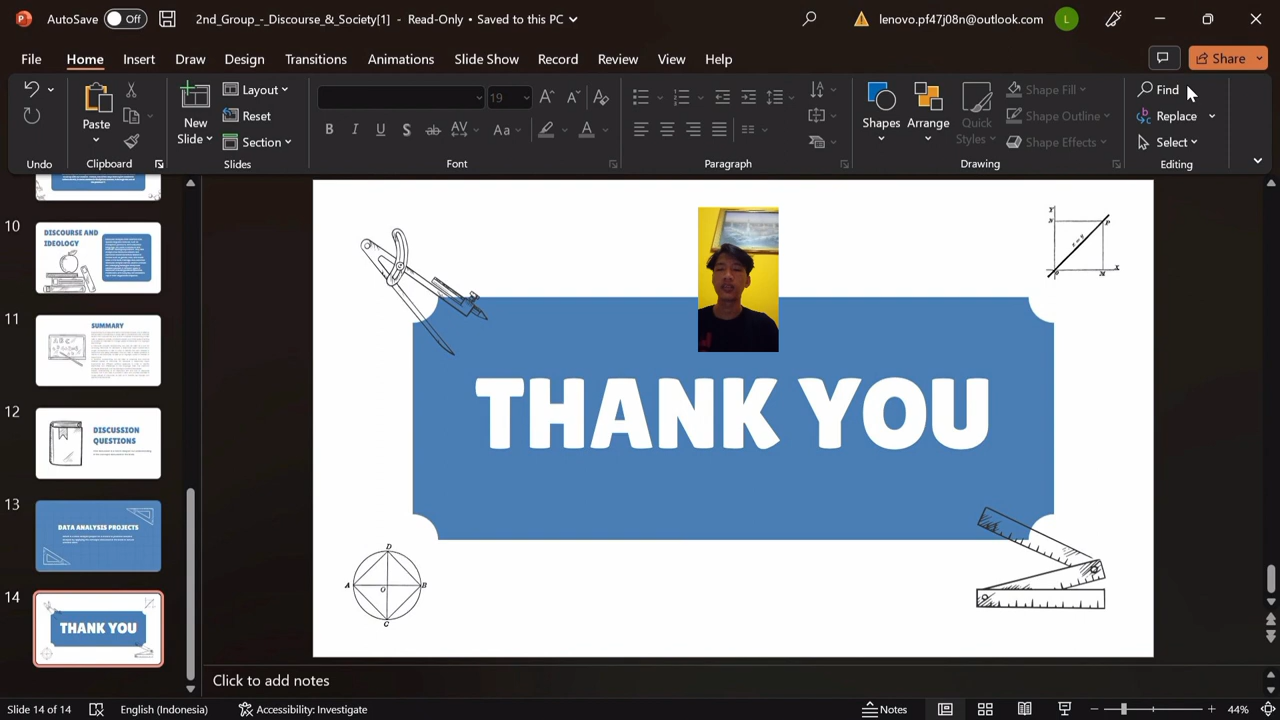 AutoSave Off 2nd_Group_-_Discourse_&_Society[1] - Read-Only • Saved to this PC lenovo.pf47j08n@outlook.com L
File Home Insert Draw Design Transitions Animations Slide Show Record Review View Help Share
Paste
New
Slide
Layout
Reset
Section
19
B I U S ab AV Aa A
Shapes
Arrange
Quick
Styles
Shape Fill
Shape Outline
Shape Effects
Find
Replace
Select
Undo Clipboard Slides Font Paragraph Drawing Editing
10
DISCOURSE AND
IDEOLOGY
11
SUMMARY
12
DISCUSSION
QUESTIONS
13
DATA ANALYSIS PROJECTS
14
THANK YOU
Y
N
P
x = y
O
M
X
THANK YOU
D
A
O
B
C
Click to add notes
Slide 14 of 14 English (Indonesia) Accessibility: Investigate Notes 44%